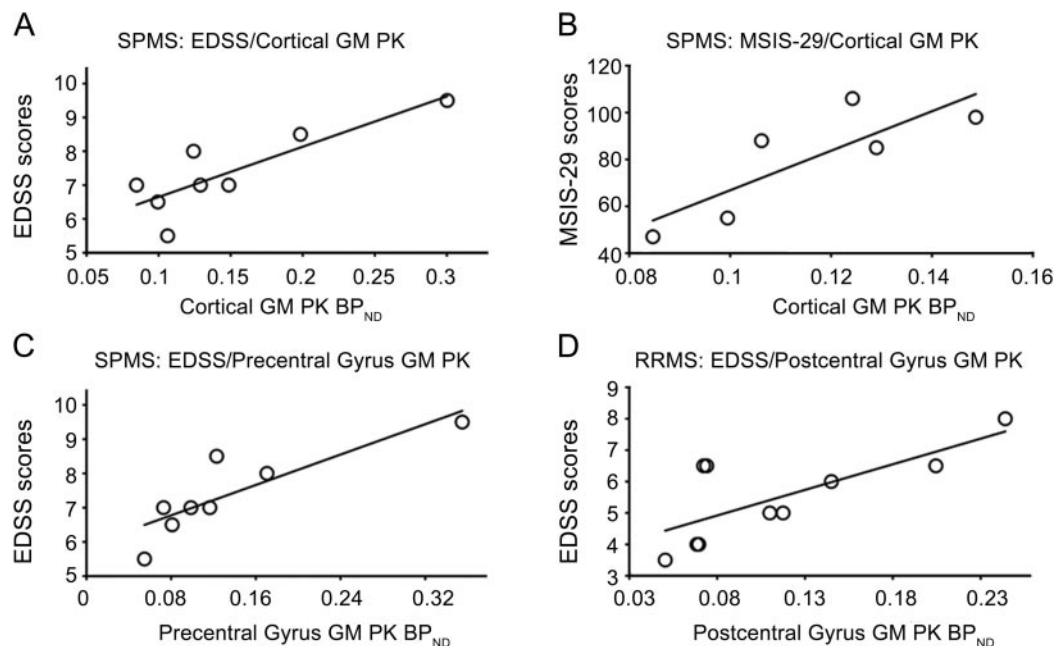 A
SPMS: EDSS/Cortical GM PK
EDSS scores
10
9
8
7
6
5
0.05
0.1
0.15
0.2
0.25
0.3
Cortical GM PK BP_ND
B
SPMS: MSIS-29/Cortical GM PK
MSIS-29 scores
120
100
80
60
40
0.08
0.1
0.12
0.14
0.16
Cortical GM PK BP_ND
C
SPMS: EDSS/Precentral Gyrus GM PK
EDSS scores
10
9
8
7
6
5
0
0.08
0.16
0.24
0.32
Precentral Gyrus GM PK BP_ND
D
RRMS: EDSS/Postcentral Gyrus GM PK
EDSS scores
9
8
7
6
5
4
3
0.03
0.08
0.13
0.18
0.23
Postcentral Gyrus GM PK BP_ND